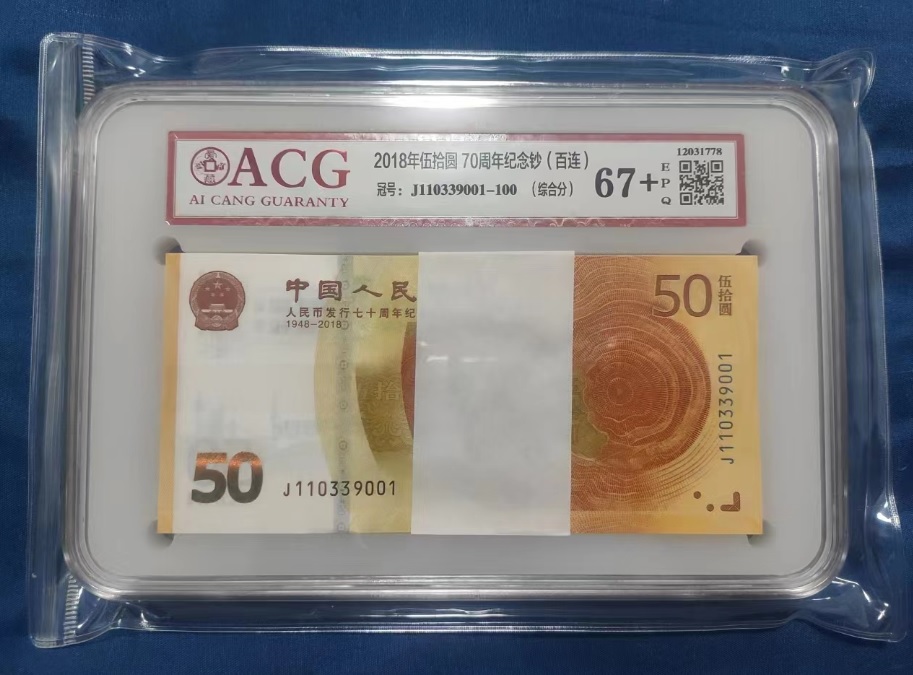 ACG
AI CANG GUARANTY
2018年伍拾圆 70周年纪念钞（百连）
冠号：J110339001-100 （综合分）
67+
EPQ
12031778
中国人民
人民币发行七十周年纪
1948-2018
50
伍拾圆
J110339001
50
J110339001